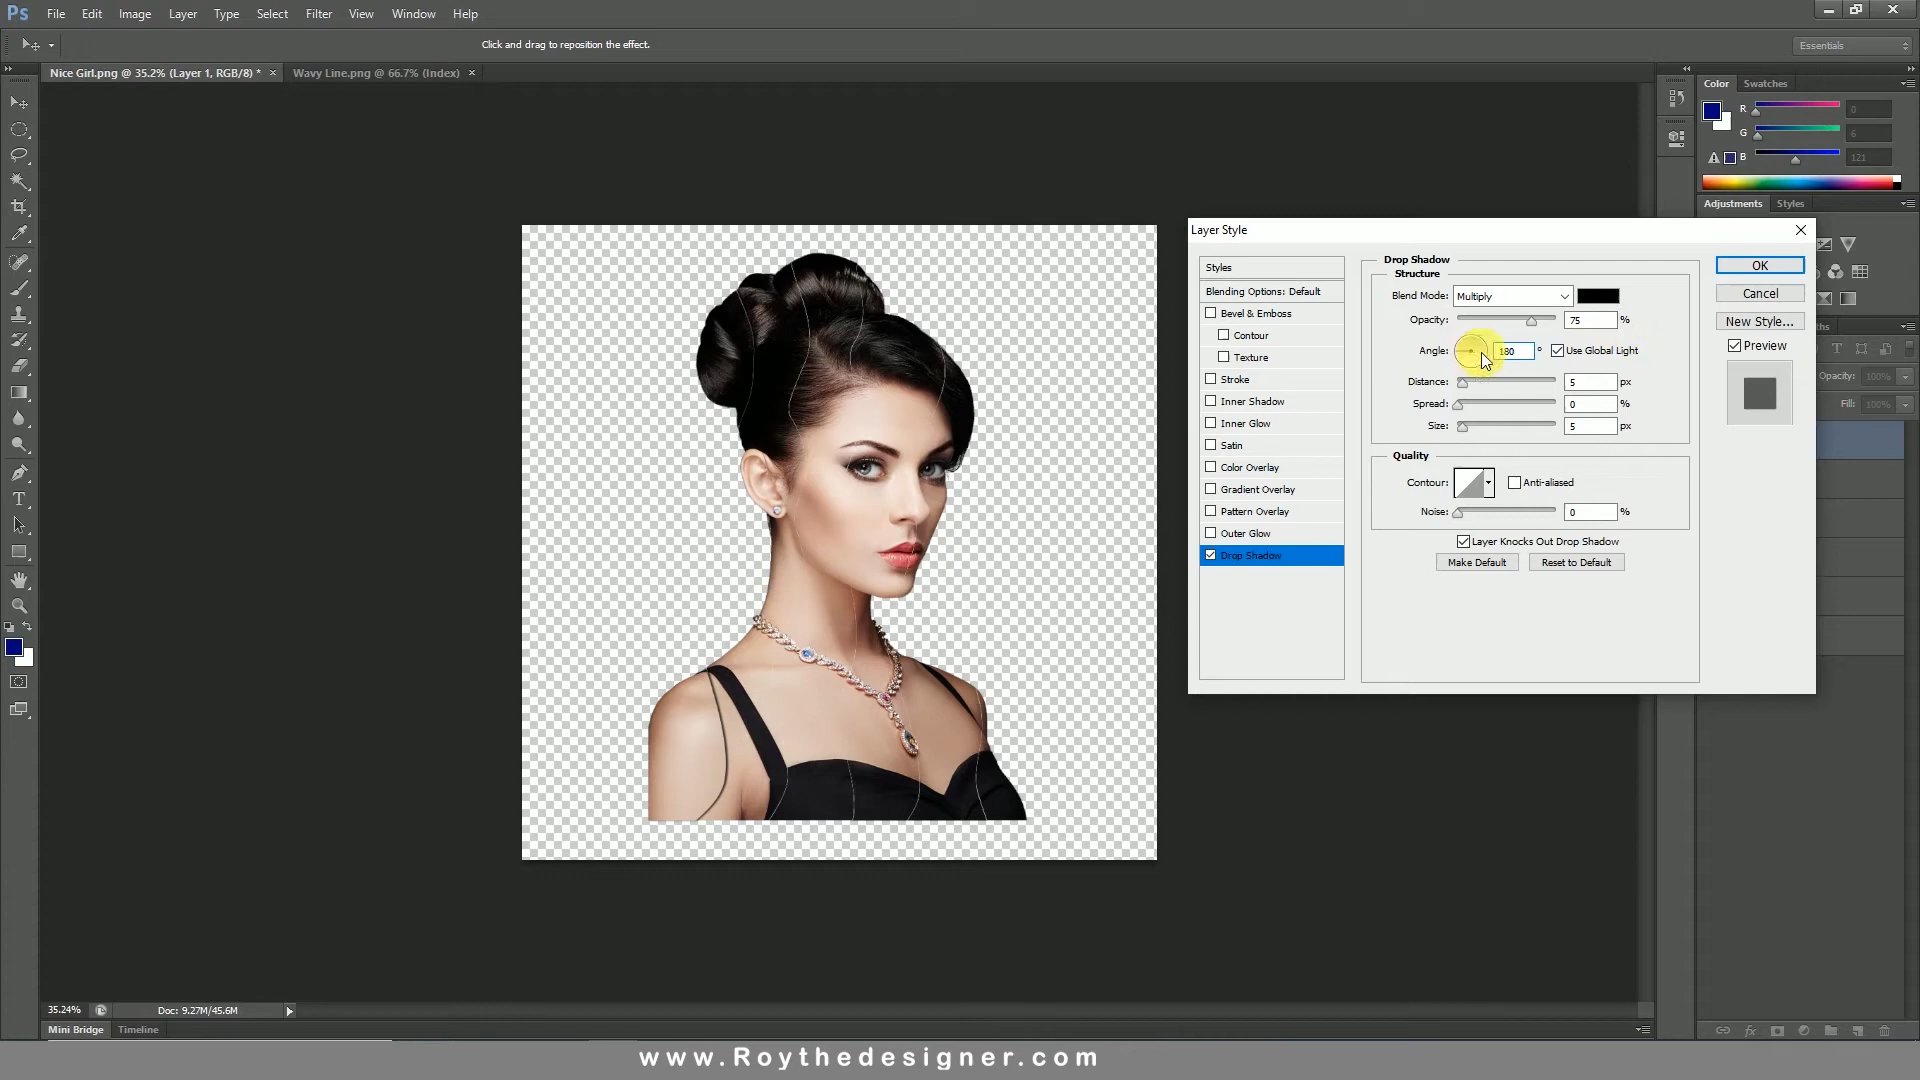 Ps File Edit Image Layer Type Select Filter View Window Help
Click and drag to reposition the effect.
Essentials
Nice Girl.png @ 35.2% (Layer 1, RGB/8) * ×
Wavy Line.png @ 66.7% (Index) ×
Color Swatches
R 0
G 6
B 121
Adjustments Styles
Layer Style
Styles
Blending Options: Default
Bevel & Emboss
Contour
Texture
Stroke
Inner Shadow
Inner Glow
Satin
Color Overlay
Gradient Overlay
Pattern Overlay
Outer Glow
Drop Shadow
Drop Shadow
Structure
Blend Mode: Multiply
Opacity: 75 %
Angle: 180 ° Use Global Light
Distance: 5 px
Spread: 0 %
Size: 5 px
Quality
Contour: Anti-aliased
Noise: 0 %
Layer Knocks Out Drop Shadow
Make Default Reset to Default
OK
Cancel
New Style...
Preview
ths
Opacity: 100%
Fill: 100%
35.24% Doc: 9.27M/45.6M
Mini Bridge Timeline
www.Roythedesigner.com